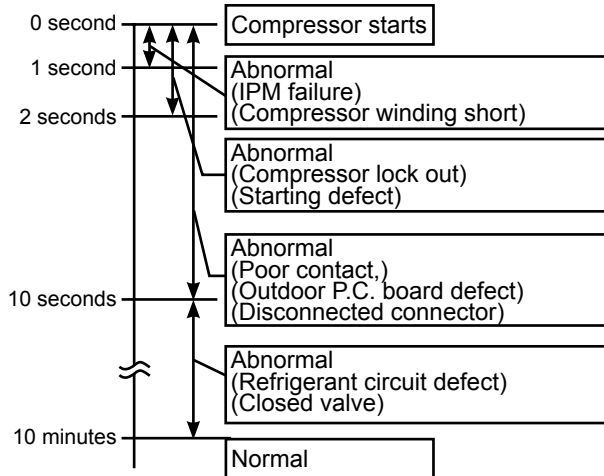 0 second
Compressor starts
1 second
Abnormal
(IPM failure)
(Compressor winding short)
2 seconds
Abnormal
(Compressor lock out)
(Starting defect)
Abnormal
(Poor contact,)
(Outdoor P.C. board defect)
(Disconnected connector)
10 seconds
Abnormal
(Refrigerant circuit defect)
(Closed valve)
10 minutes
Normal